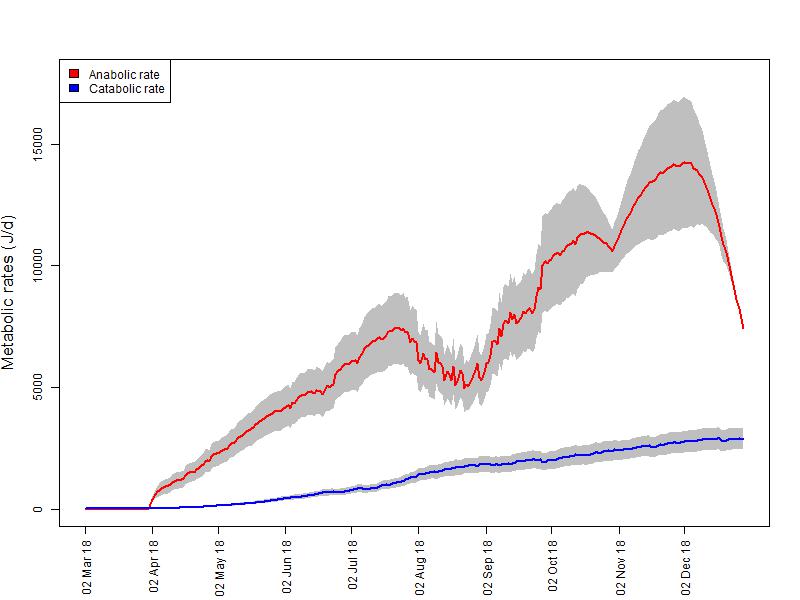 Anabolic rate
Catabolic rate
Metabolic rates (J/d)
15000
10000
5000
0
02 Mar 18
02 Apr 18
02 May 18
02 Jun 18
02 Jul 18
02 Aug 18
02 Sep 18
02 Oct 18
02 Nov 18
02 Dec 18